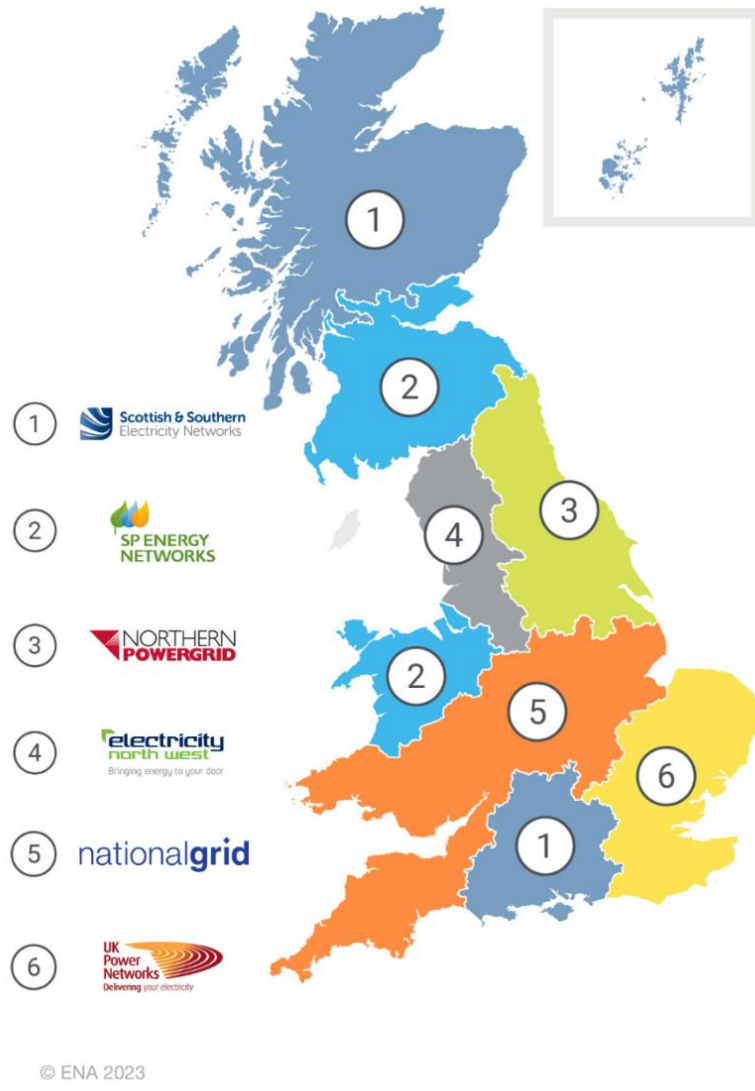 1
2
3
4
2
5
6
1
1
Scottish & Southern
Electricity Networks
2
SP ENERGY
NETWORKS
3
NORTHERN
POWERGRID
4
electricity
north west
Bringing energy to your door
5
nationalgrid
6
UK
Power
Networks
Delivering your electricity
© ENA 2023